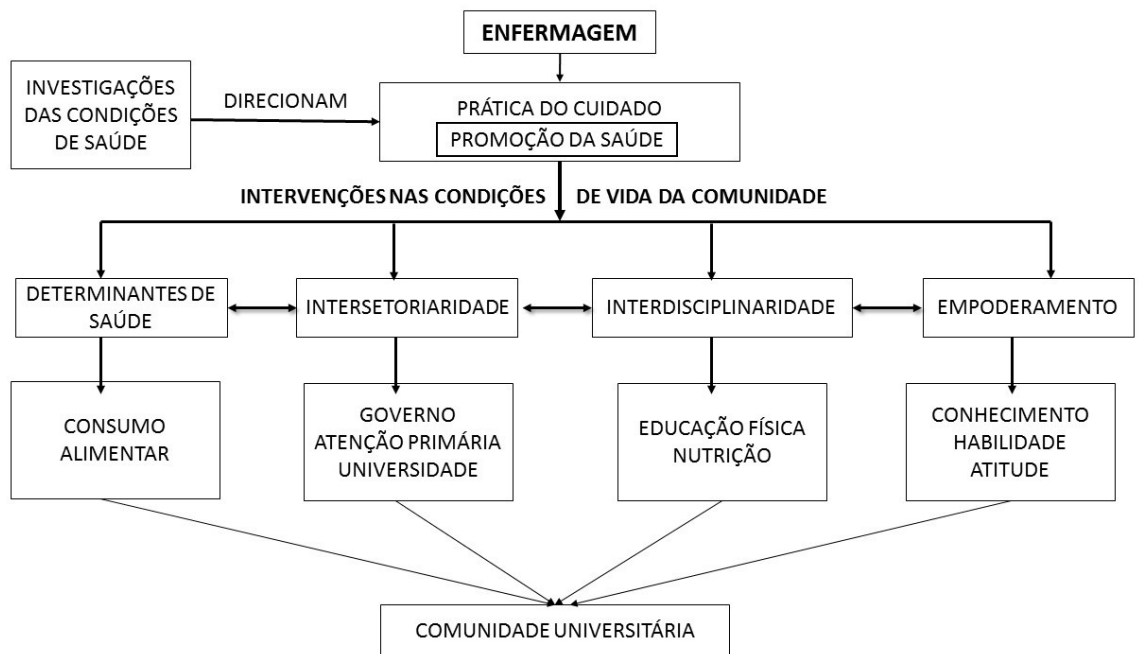 ENFERMAGEM
INVESTIGAÇÕES
DAS CONDIÇÕES
DE SAÚDE
DIRECIONAM
PRÁTICA DO CUIDADO
PROMOÇÃO DA SAÚDE
INTERVENÇÕES NAS CONDIÇÕES DE VIDA DA COMUNIDADE
DETERMINANTES DE
SAÚDE
INTERSETORIARIDADE
INTERDISCIPLINARIDADE
EMPODERAMENTO
CONSUMO
ALIMENTAR
GOVERNO
ATENÇÃO PRIMÁRIA
UNIVERSIDADE
EDUCAÇÃO FÍSICA
NUTRIÇÃO
CONHECIMENTO
HABILIDADE
ATITUDE
COMUNIDADE UNIVERSITÁRIA